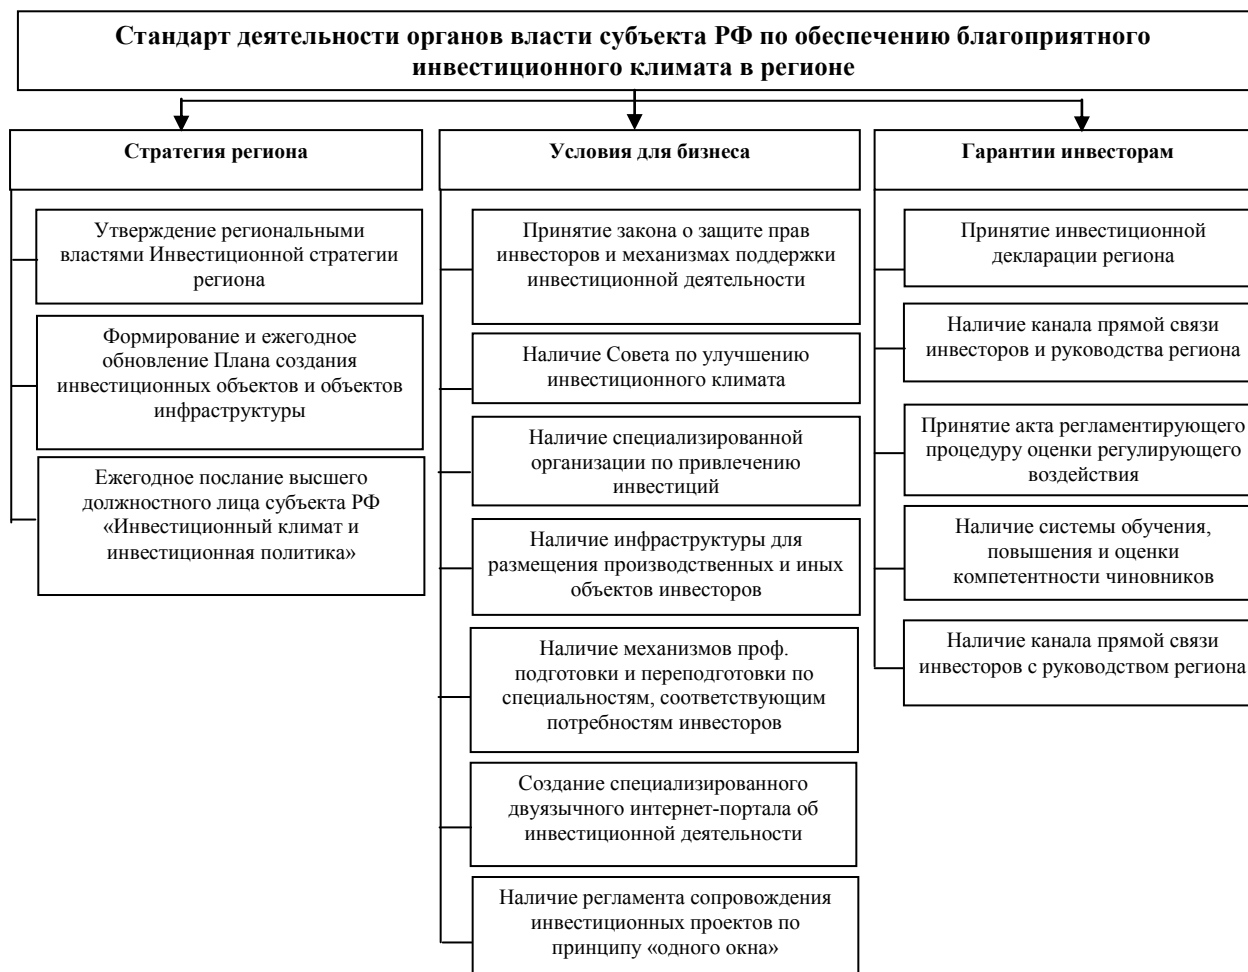 Стандарт деятельности органов власти субъекта РФ по обеспечению благоприятного
инвестиционного климата в регионе
Стратегия региона
Утверждение региональными
властями Инвестиционной стратегии
региона
Формирование и ежегодное
обновление Плана создания
инвестиционных объектов и объектов
инфраструктуры
Ежегодное послание высшего
должностного лица субъекта РФ
«Инвестиционный климат и
инвестиционная политика»
Условия для бизнеса
Принятие закона о защите прав
инвесторов и механизмах поддержки
инвестиционной деятельности
Наличие Совета по улучшению
инвестиционного климата
Наличие специализированной
организации по привлечению
инвестиций
Наличие инфраструктуры для
размещения производственных и иных
объектов инвесторов
Наличие механизмов проф.
подготовки и переподготовки по
специальностям, соответствующим
потребностям инвесторов
Создание специализированного
двуязычного интернет-портала об
инвестиционной деятельности
Наличие регламента сопровождения
инвестиционных проектов по
принципу «одного окна»
Гарантии инвесторам
Принятие инвестиционной
декларации региона
Наличие канала прямой связи
инвесторов и руководства региона
Принятие акта регламентирующего
процедуру оценки регулирующего
воздействия
Наличие системы обучения,
повышения и оценки
компетентности чиновников
Наличие канала прямой связи
инвесторов с руководством региона